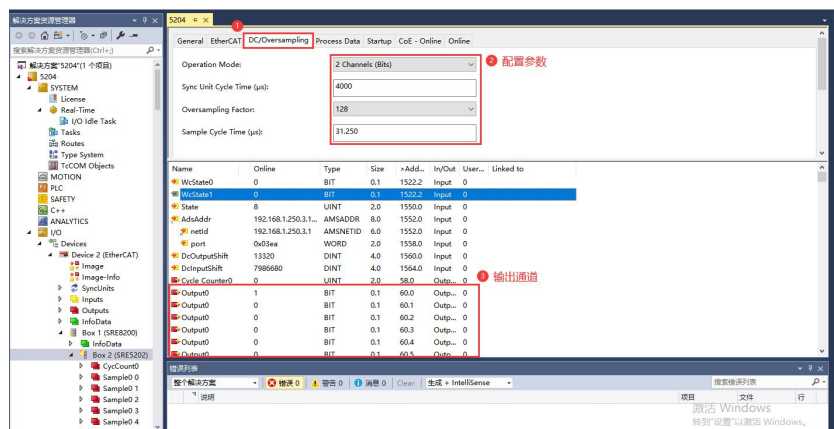 解决方案资源管理器
搜索解决方案资源管理器(Ctrl+;)
解决方案"5204"(1 个项目)
5204
SYSTEM
License
Real-Time
I/O Idle Task
Tasks
Routes
Type System
TcCOM Objects
MOTION
PLC
SAFETY
C++
ANALYTICS
I/O
Devices
Device 2 (EtherCAT)
Image
Image-Info
SyncUnits
Inputs
Outputs
InfoData
Box 1 (SRE8200)
InfoData
Box 2 (SRE5202)
CycCount0
Sample0 0
Sample0 1
Sample0 2
Sample0 3
Sample0 4
5204
1
General EtherCAT DC/Oversampling Process Data Startup CoE - Online Online
Operation Mode: 2 Channels (Bits)
2 配置参数
Sync Unit Cycle Time (µs): 4000
Oversampling Factor: 128
Sample Cycle Time (µs): 31.250
Name Online Type Size >Add... In/Out User... Linked to
WcState0 0 BIT 0.1 1522.2 Input 0
WcState1 0 BIT 0.1 1522.2 Input 0
State 8 UINT 2.0 1550.0 Input 0
AdsAddr 192.168.1.250.3.1... AMSADDR 8.0 1552.0 Input 0
netId 192.168.1.250.3.1 AMSNETID 6.0 1552.0 Input 0
port 0x03ea WORD 2.0 1558.0 Input 0
DcOutputShift 13320 DINT 4.0 1560.0 Input 0
DcInputShift 7986680 DINT 4.0 1564.0 Input 0
Cycle Counter0 0 UINT 2.0 58.0 Outp... 0
3 输出通道
Output0 1 BIT 0.1 60.0 Outp... 0
Output0 0 BIT 0.1 60.1 Outp... 0
Output0 0 BIT 0.1 60.2 Outp... 0
Output0 0 BIT 0.1 60.3 Outp... 0
Output0 0 BIT 0.1 60.4 Outp... 0
Output0 0 BIT 0.1 60.5 Outp... 0
错误列表
整个解决方案 错误 0 警告 0 消息 0 Clear 生成 + IntelliSense 搜索错误列表
说明 项目 文件 行
激活 Windows
转到"设置"以激活 Windows。